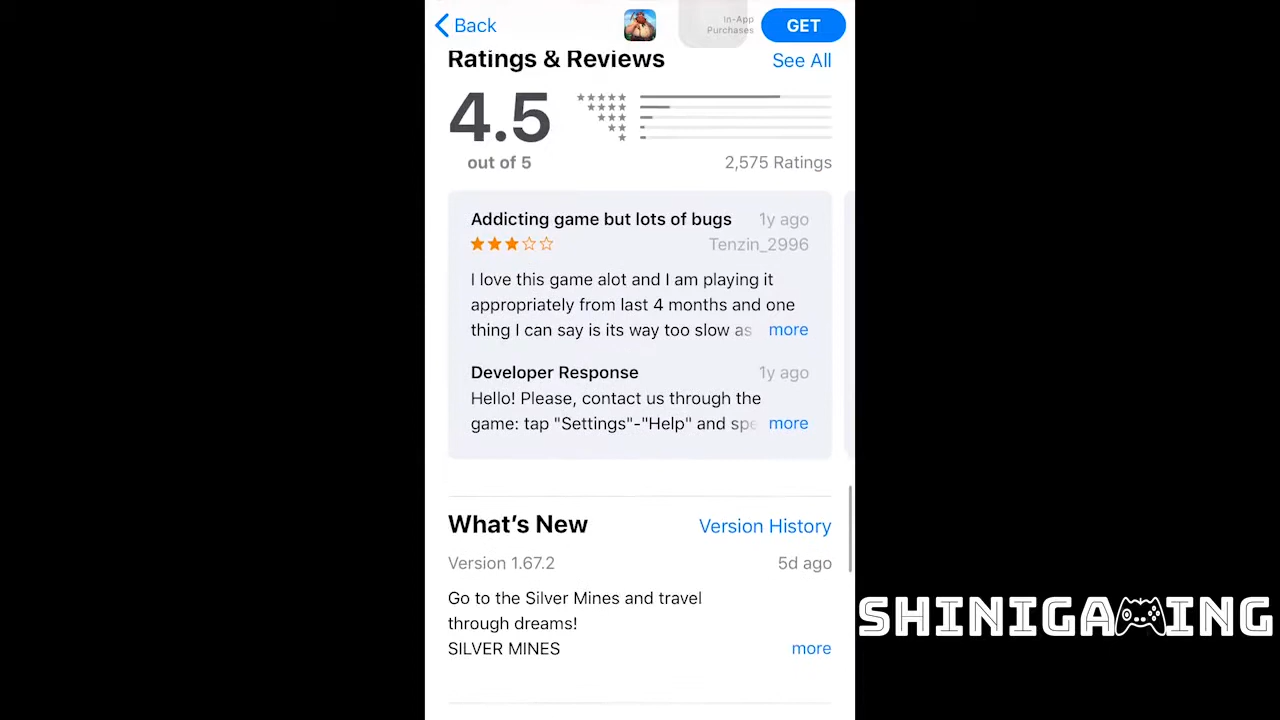 Back
In-App
Purchases
GET
Ratings & Reviews
See All
4.5
out of 5
2,575 Ratings
Addicting game but lots of bugs
1y ago
Tenzin_2996
I love this game alot and I am playing it
appropriately from last 4 months and one
thing I can say is its way too slow as
more
Developer Response
1y ago
Hello! Please, contact us through the
game: tap "Settings"-"Help" and spe
more
What’s New
Version History
Version 1.67.2
5d ago
Go to the Silver Mines and travel
through dreams!
SILVER MINES
more
SHINIGAMING